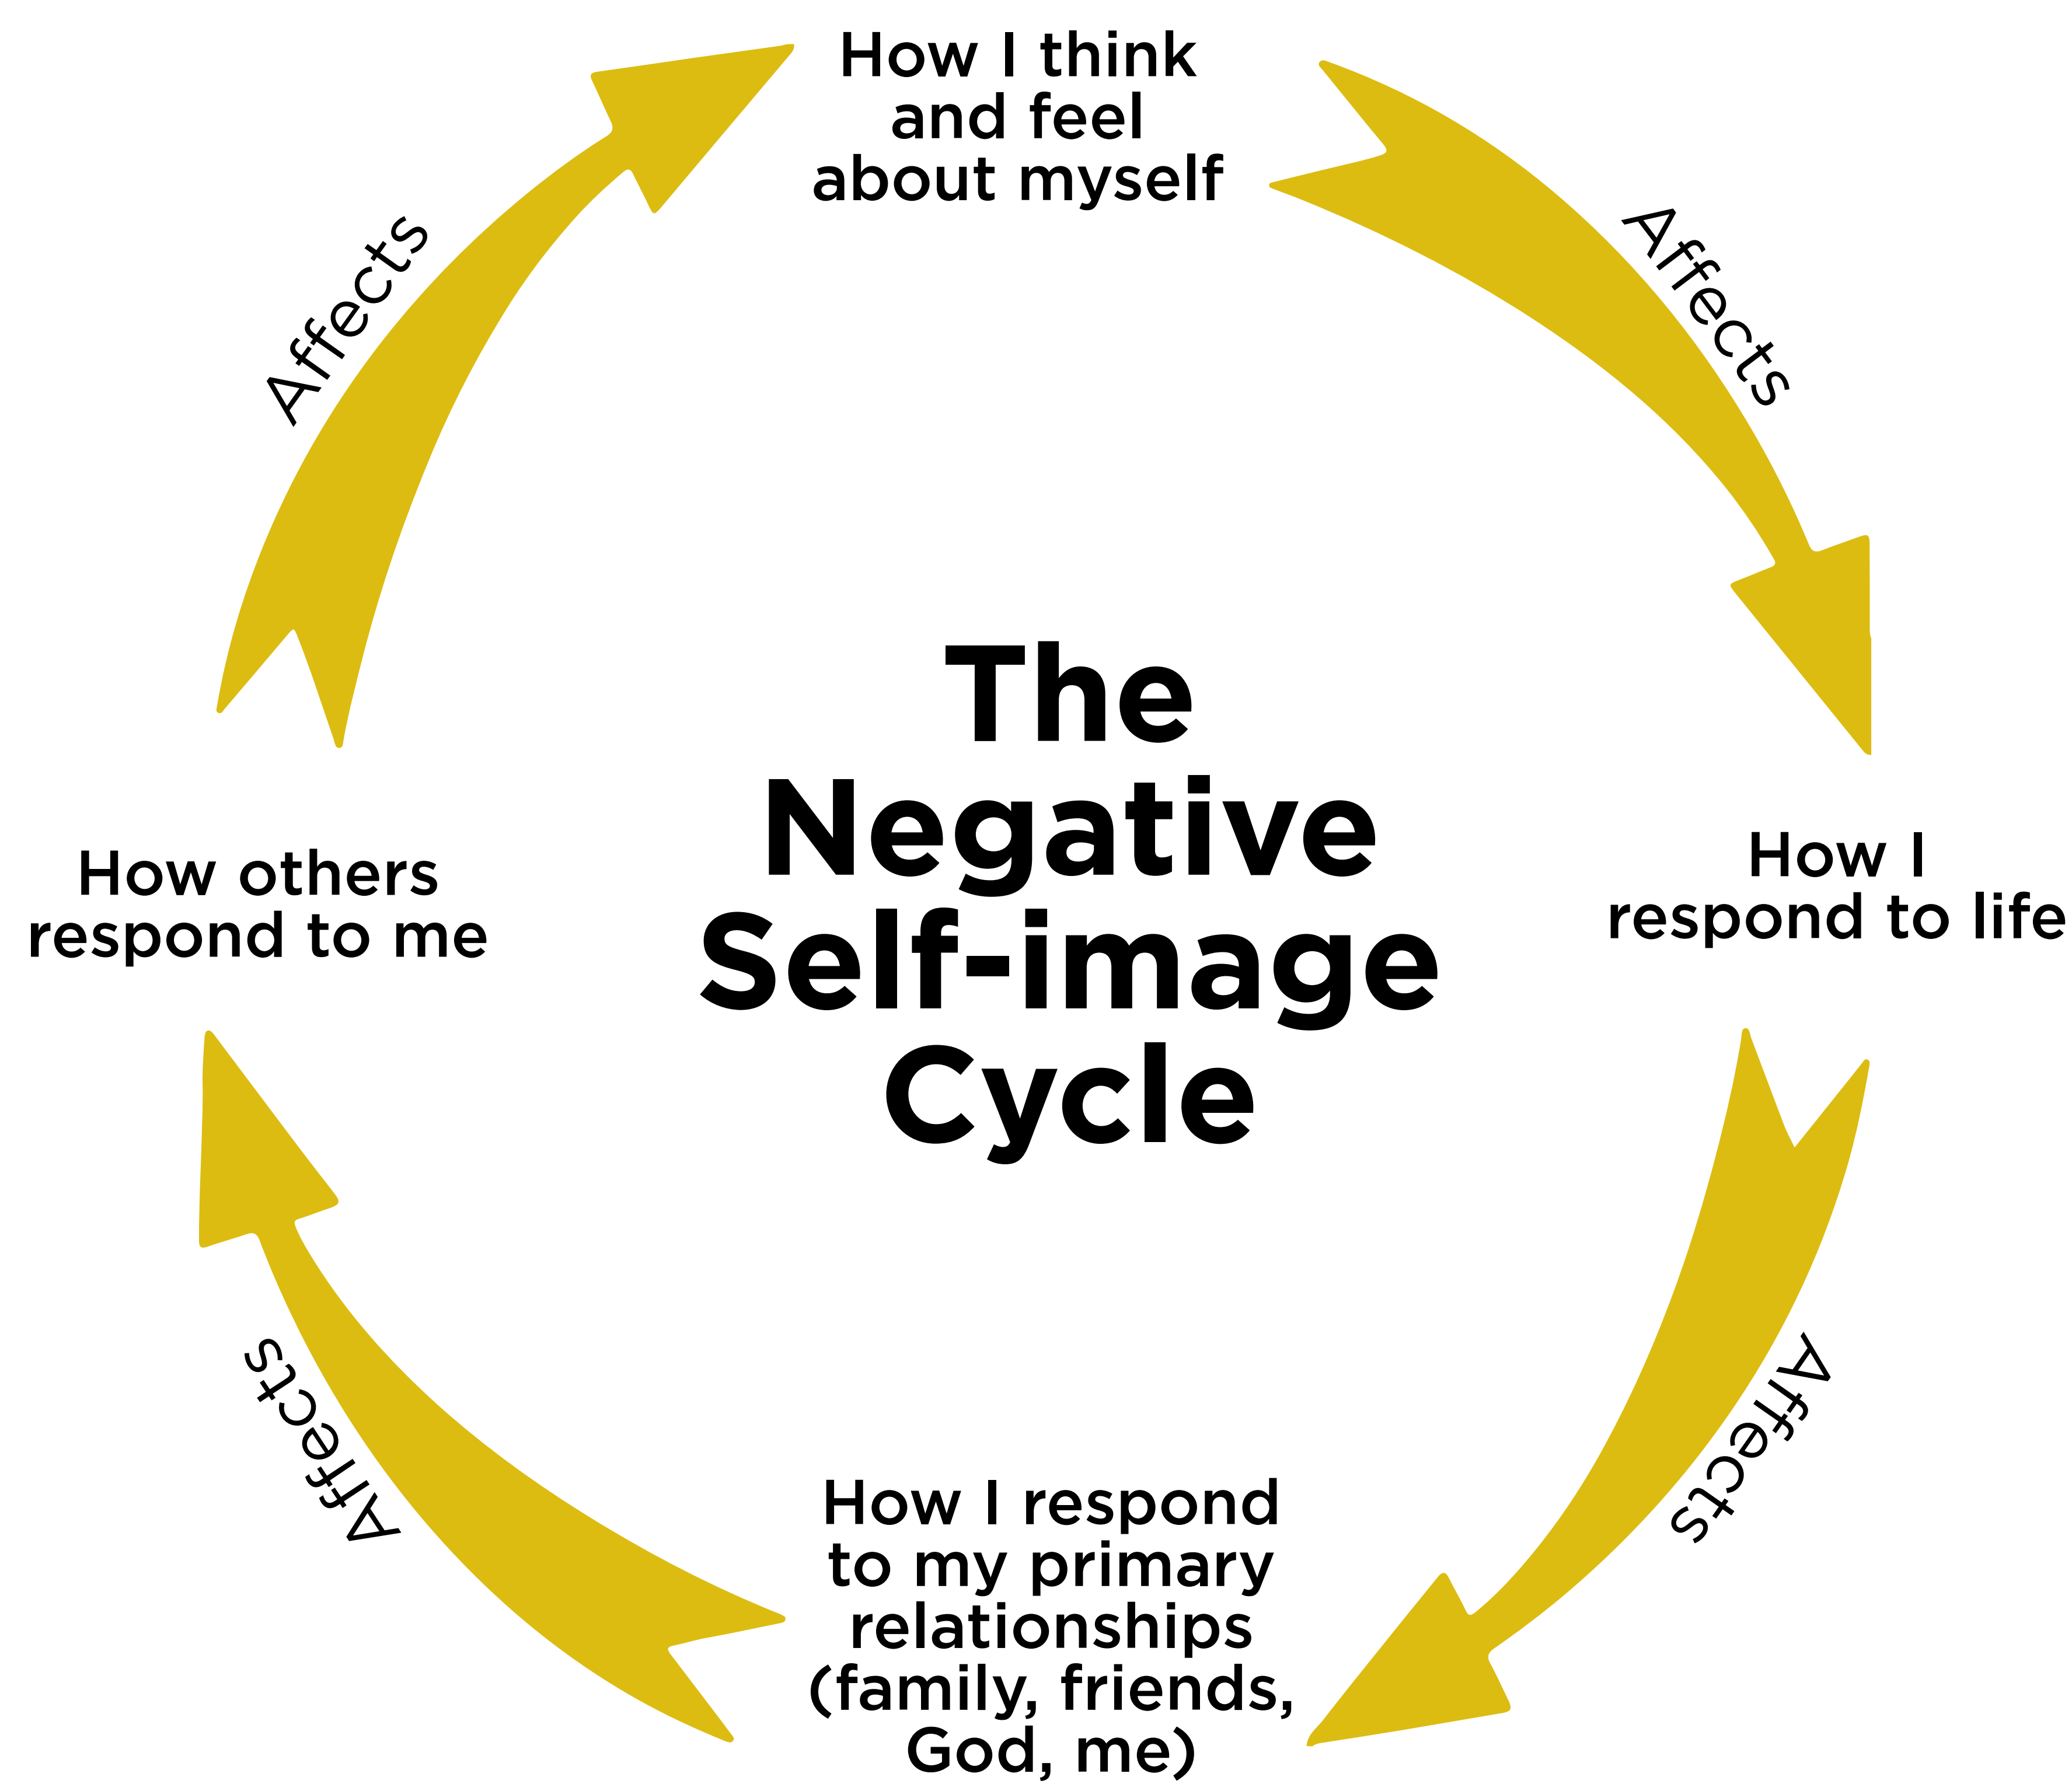 How I think
and feel
about myself
Affects
Affects
The
Negative
Self-image
Cycle
How others
respond to me
How I
respond to life
Affects
Affects
How I respond
to my primary
relationships
(family, friends,
God, me)